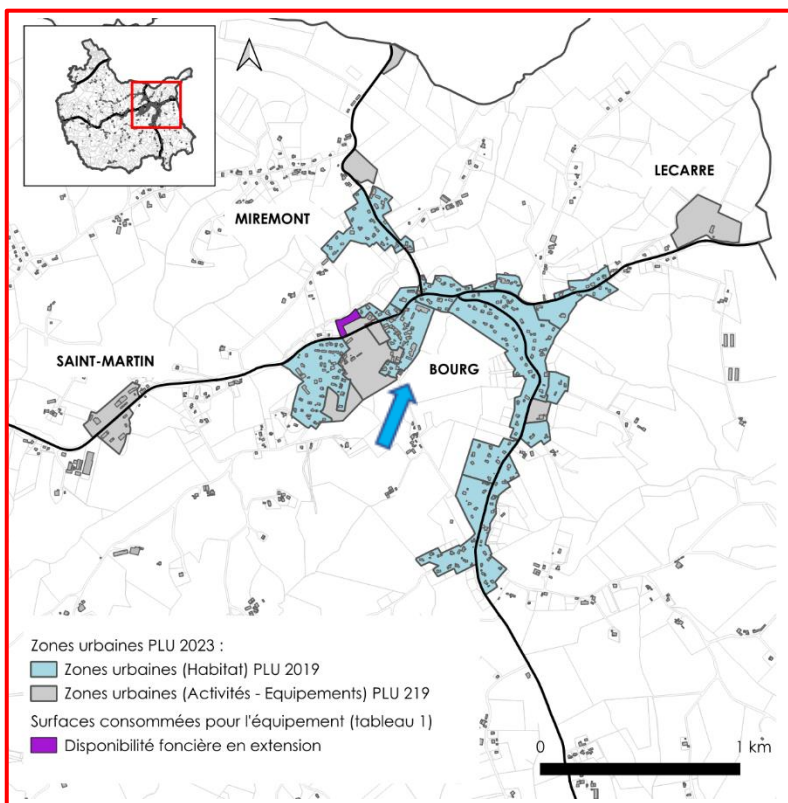 LECARRE
MIREMONT
SAINT-MARTIN
BOURG
Zones urbaines PLU 2023 :
Zones urbaines (Habitat) PLU 2019
Zones urbaines (Activités - Equipements) PLU 219
Surfaces consommées pour l'équipement (tableau 1)
Disponibilité foncière en extension
0 1 km